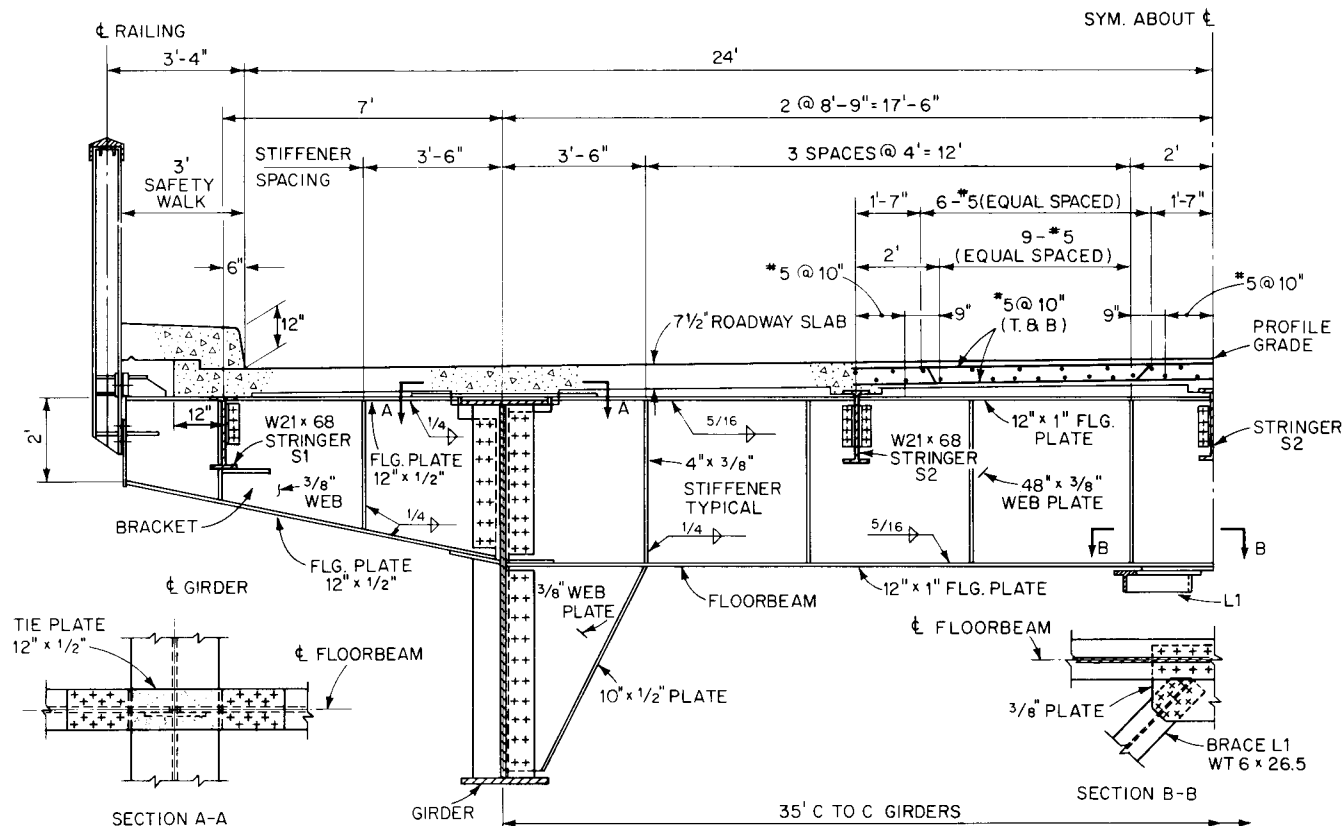 SYM. ABOUT ℄
℄ RAILING
3'-4"
24'
7'
2 @ 8'-9" = 17'-6"
STIFFENER
SPACING
3'-6"
3'-6"
3 SPACES @ 4' = 12'
2'
3'
SAFETY
WALK
1'-7"
6-#5 (EQUAL SPACED)
1'-7"
9-#5
(EQUAL SPACED)
2'
6"
#5 @ 10"
#5 @ 10"
(T. & B)
#5 @ 10"
12"
7 1/2" ROADWAY SLAB
9"
9"
PROFILE
GRADE
A
A
2'
12"
W21 × 68
STRINGER
S1
1/4
FLG. PLATE
12" × 1/2"
5/16
4" × 3/8"
STIFFENER
TYPICAL
W21 × 68
STRINGER
S2
12" × 1" FLG.
PLATE
STRINGER
S2
3/8"
WEB
48" × 3/8"
WEB PLATE
BRACKET
1/4
1/4
5/16
B
B
FLG. PLATE
12" × 1/2"
℄ GIRDER
3/8" WEB
PLATE
FLOORBEAM
12" × 1" FLG. PLATE
L1
TIE PLATE
12" × 1/2"
℄ FLOORBEAM
℄ FLOORBEAM
10" × 1/2" PLATE
3/8" PLATE
BRACE L1
WT 6 × 26.5
SECTION A-A
GIRDER
35' C TO C GIRDERS
SECTION B-B